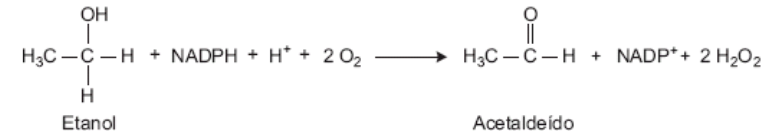 OH O
H₃C – C – H + NADPH + H⁺ + 2 O₂ ⟶ H₃C – C – H + NADP⁺ + 2 H₂O₂
H
Etanol Acetaldeído